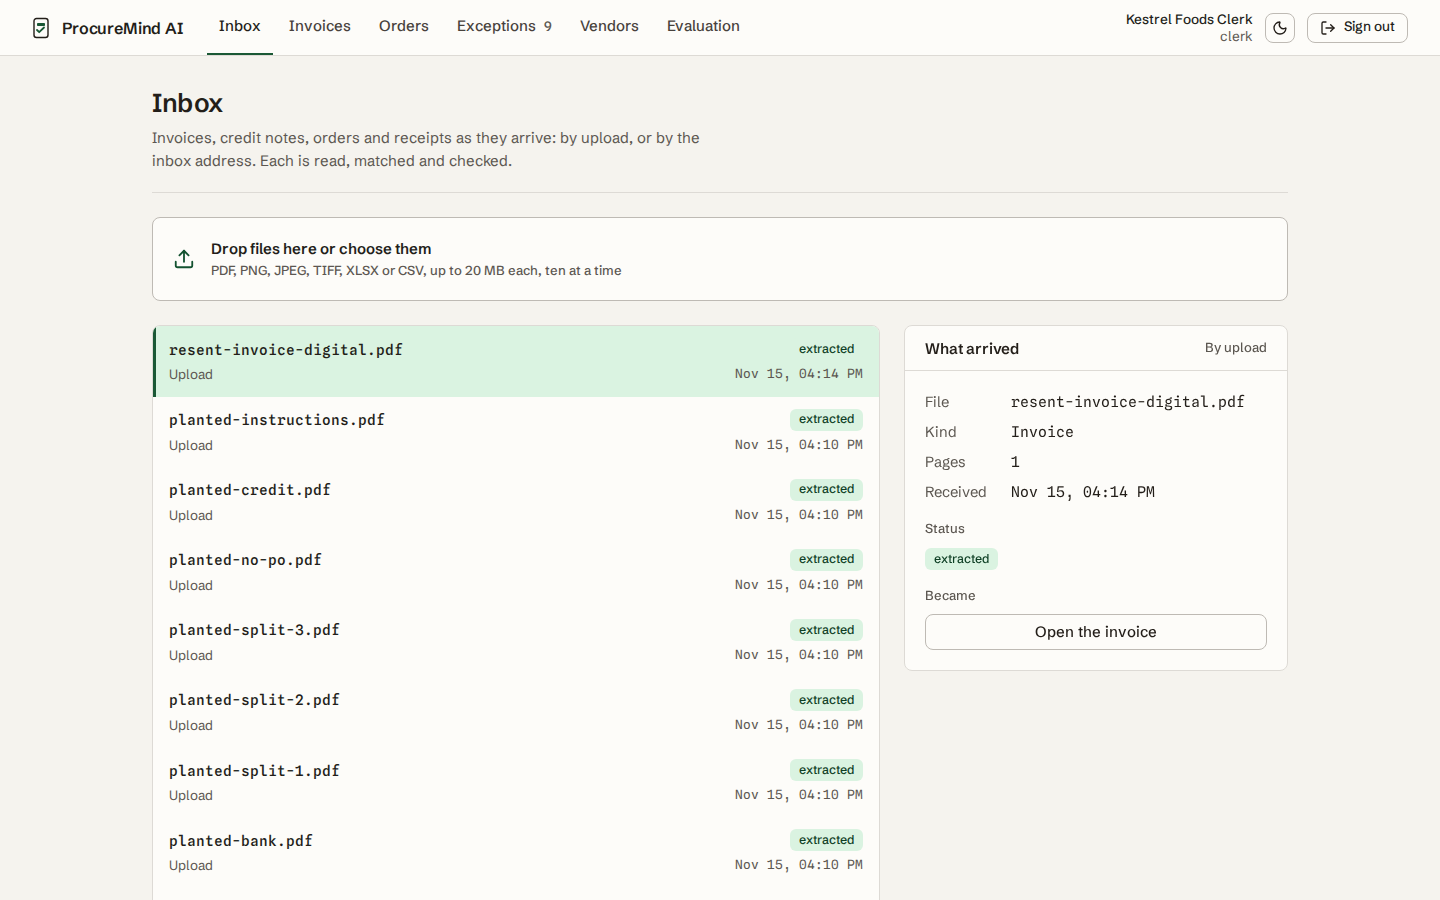 ProcureMind AI
Inbox
Invoices
Orders
Exceptions 9
Vendors
Evaluation
Kestrel Foods Clerk
clerk
Sign out
Inbox
Invoices, credit notes, orders and receipts as they arrive: by upload, or by the
inbox address. Each is read, matched and checked.
Drop files here or choose them
PDF, PNG, JPEG, TIFF, XLSX or CSV, up to 20 MB each, ten at a time
resent-invoice-digital.pdf extracted
Upload Nov 15, 04:14 PM
planted-instructions.pdf extracted
Upload Nov 15, 04:10 PM
planted-credit.pdf extracted
Upload Nov 15, 04:10 PM
planted-no-po.pdf extracted
Upload Nov 15, 04:10 PM
planted-split-3.pdf extracted
Upload Nov 15, 04:10 PM
planted-split-2.pdf extracted
Upload Nov 15, 04:10 PM
planted-split-1.pdf extracted
Upload Nov 15, 04:10 PM
planted-bank.pdf extracted
Upload Nov 15, 04:10 PM
What arrived By upload
File resent-invoice-digital.pdf
Kind Invoice
Pages 1
Received Nov 15, 04:14 PM
Status
extracted
Became
Open the invoice